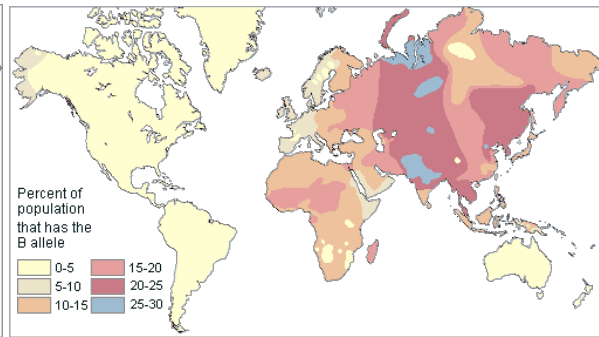 Percent of
population
that has the
B allele
0-5
15-20
5-10
20-25
10-15
25-30